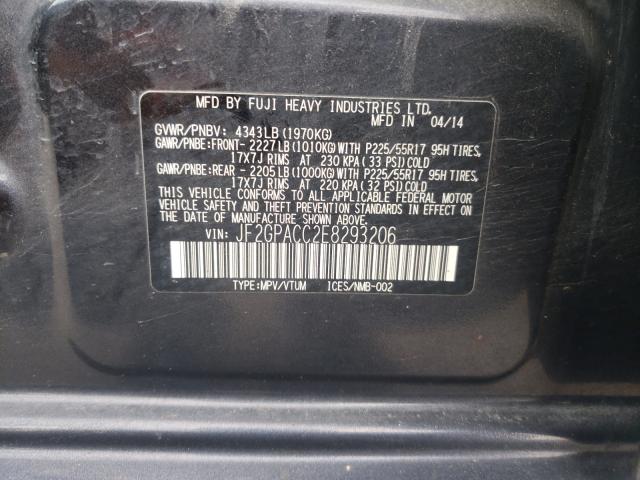 MFD BY FUJI HEAVY INDUSTRIES LTD.
MFD IN 04/14
GVWR/PNBV: 4343LB(1970KG)
GAWR/PNBE:FRONT-2227LB(1010KG)WITH P225/55R17 95H TIRES,
17X7J RIMS AT 230 KPA(33 PSI)COLD
GAWR/PNBE:REAR -2205LB(1000KG)WITH P225/55R17 95H TIRES,
17X7J RIMS AT 220 KPA(32 PSI)COLD
THIS VEHICLE CONFORMS TO ALL APPLICABLE FEDERAL MOTOR
VEHICLE SAFETY AND THEFT PREVENTION STANDARDS IN EFFECT
ON THE DATE OF MANUFACTURE SHOWN ABOVE.
VIN: JF2GPACC2E8293206
TYPE:MPV/VTUM ICES/NMB-002